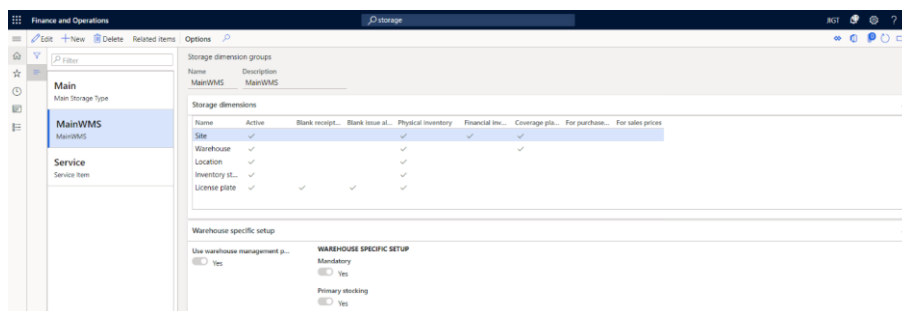 Finance and Operations
storage
JIGT
?
Edit New Delete Related items Options
Filter
Main
Main Storage Type
MainWMS
MainWMS
Service
Service Item
Storage dimension groups
Name Description
MainWMS MainWMS
Storage dimensions
Name Active Blank receipt... Blank issue al... Physical inventory Financial inv... Coverage pla... For purchase... For sales prices
Site
Warehouse
Location
Inventory st...
License plate
Warehouse specific setup
Use warehouse management p...
Yes
WAREHOUSE SPECIFIC SETUP
Mandatory
Yes
Primary stocking
Yes